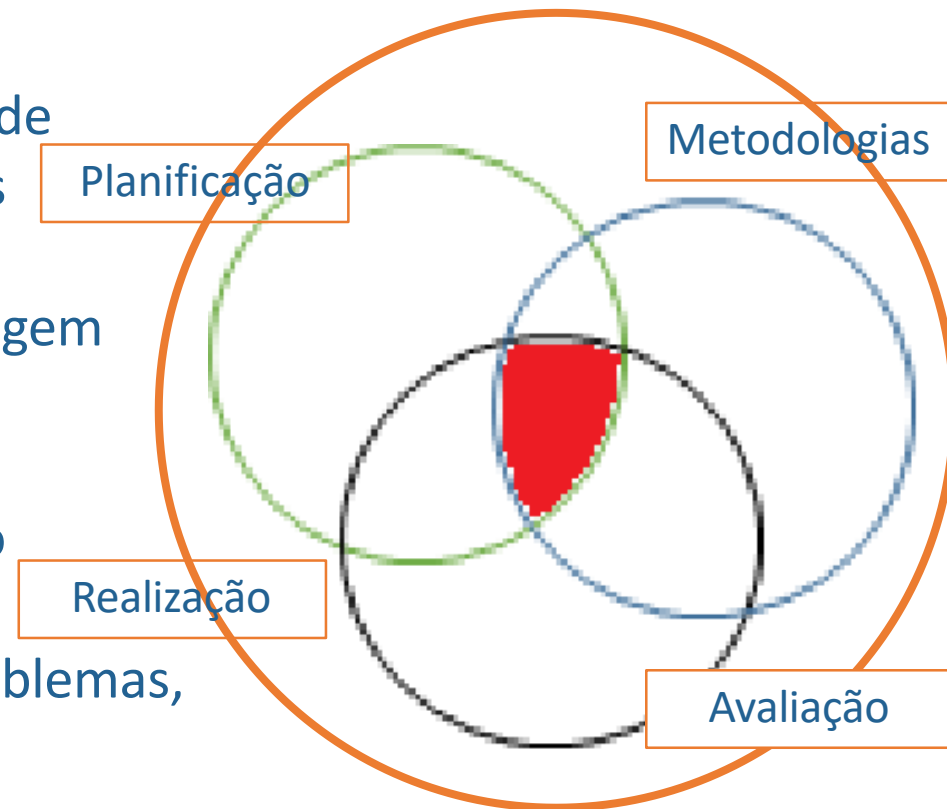 de
Metodologias
Planificação
s
gem
o
Realização
blemas,
Avaliação